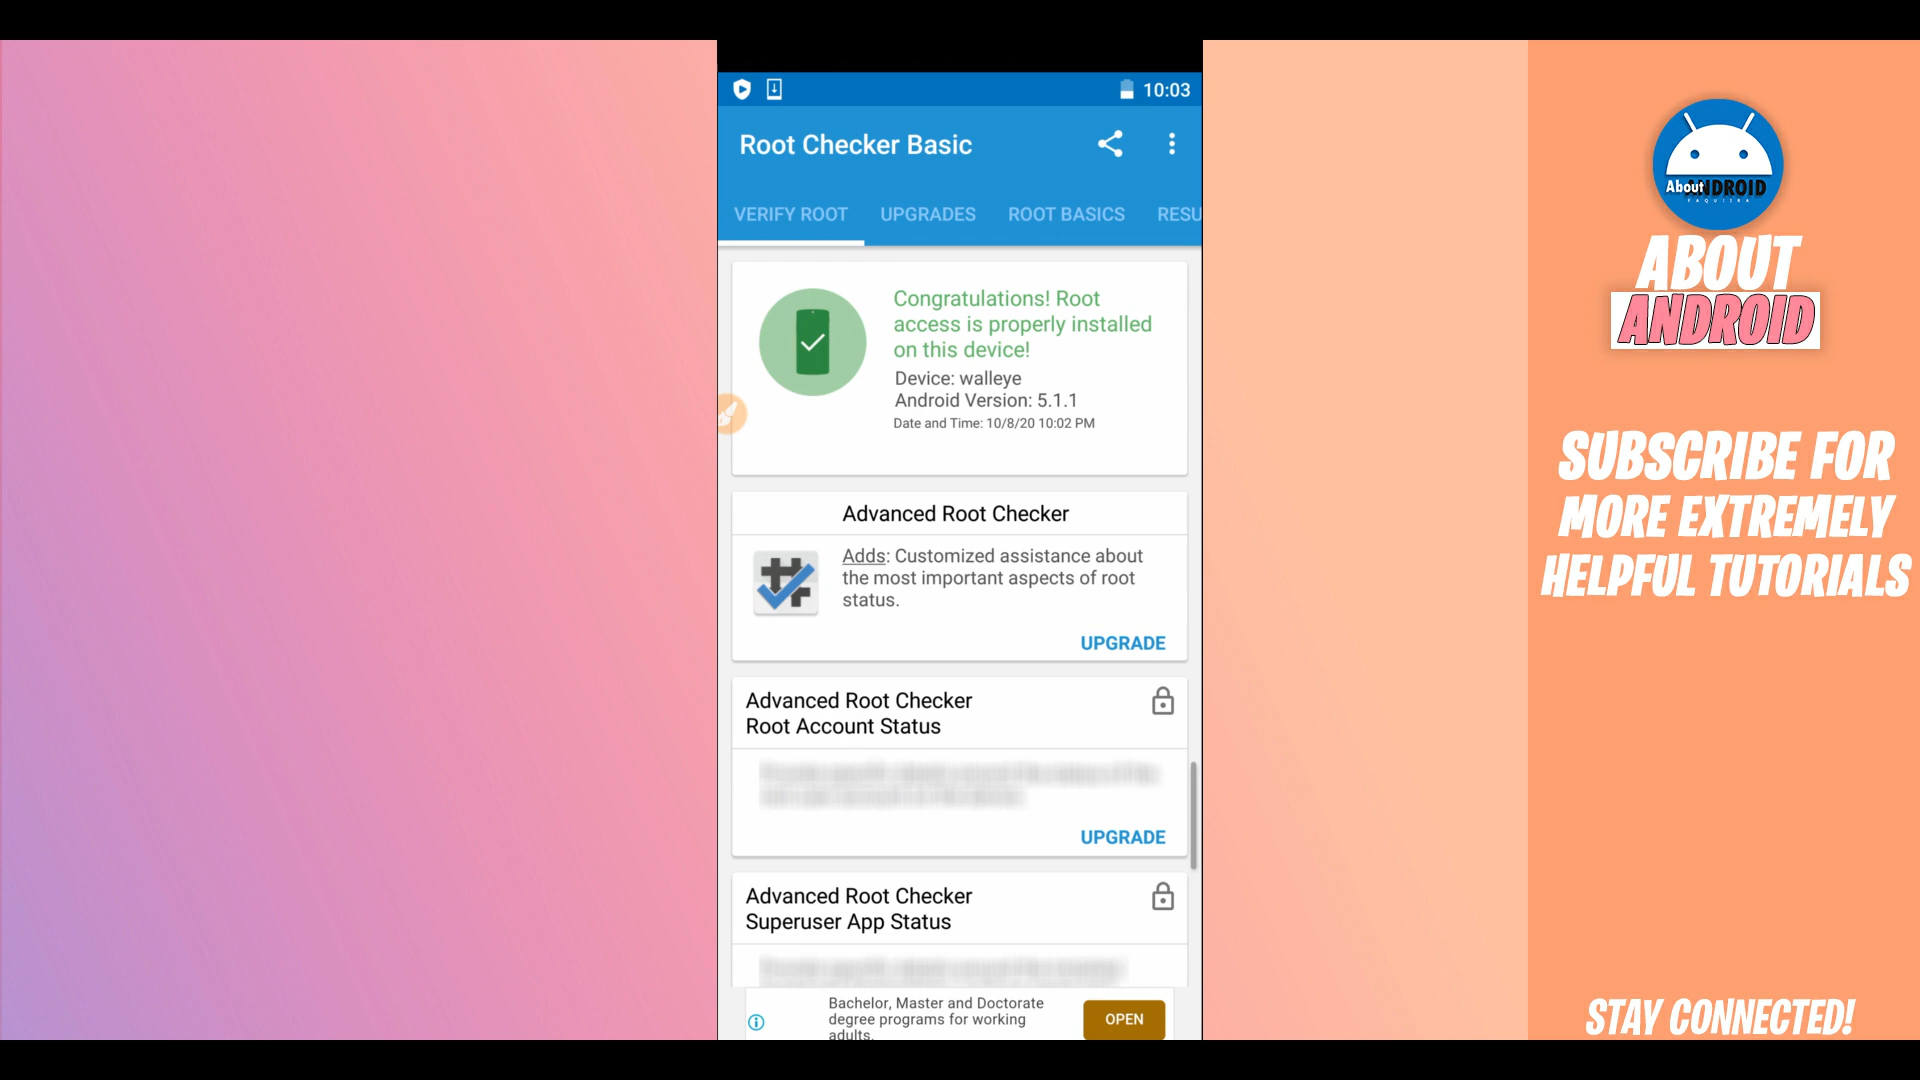 10:03
Root Checker Basic
VERIFY ROOT UPGRADES ROOT BASICS RESU
Congratulations! Root
access is properly installed
on this device!
Device: walleye
Android Version: 5.1.1
Date and Time: 10/8/20 10:02 PM
Advanced Root Checker
Adds: Customized assistance about
the most important aspects of root
status.
UPGRADE
Advanced Root Checker
Root Account Status
UPGRADE
Advanced Root Checker
Superuser App Status
Bachelor, Master and Doctorate
degree programs for working
adults.
OPEN
About ANDROID
FAQUIIRA
ABOUT
ANDROID
SUBSCRIBE FOR
MORE EXTREMELY
HELPFUL TUTORIALS
STAY CONNECTED!